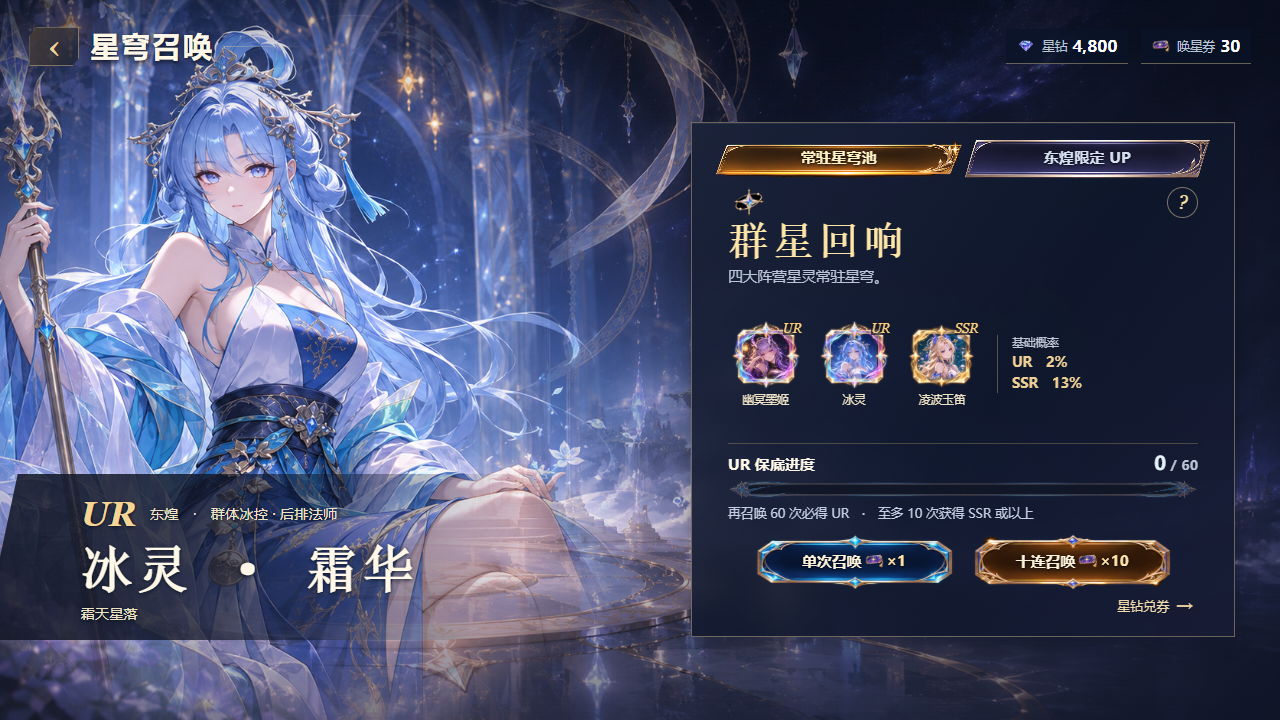 星穹召唤
星钻 4,800
唤星券 30
常驻星穹池
东煌限定 UP
?
群星回响
四大阵营星灵常驻星穹。
UR
UR
SSR
幽冥墨姬
冰灵
凌波玉笛
基础概率
UR 2%
SSR 13%
UR 保底进度
0 / 60
再召唤 60 次必得 UR · 至多 10 次获得 SSR 或以上
单次召唤 ×1
十连召唤 ×10
星钻兑券 →
UR 东煌 · 群体冰控 · 后排法师
冰灵 · 霜华
霜天星落